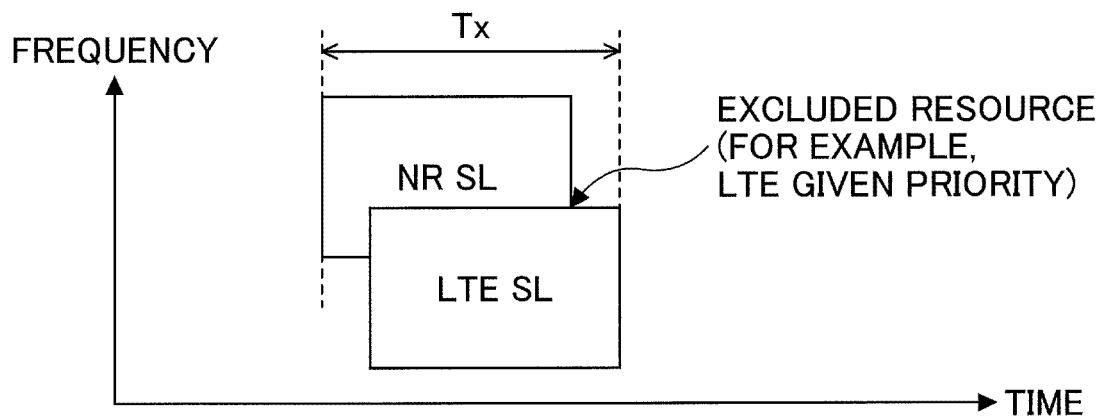 Tx
FREQUENCY
EXCLUDED RESOURCE
(FOR EXAMPLE,
LTE GIVEN PRIORITY)
NR SL
LTE SL
TIME